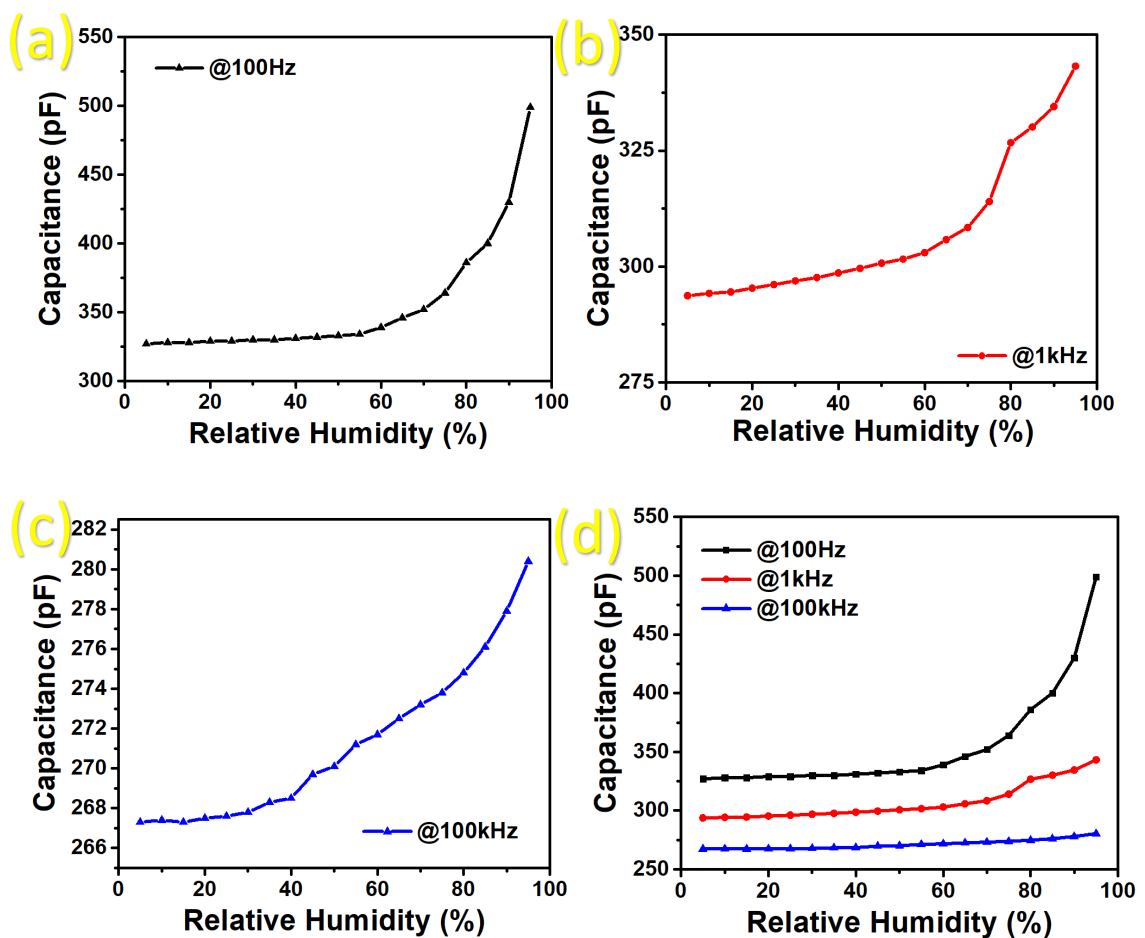 (a)
550
500
450
400
350
300
Capacitance (pF)
@100Hz
0 20 40 60 80 100
Relative Humidity (%)
(b)
350
325
300
275
Capacitance (pF)
@1kHz
0 20 40 60 80 100
Relative Humidity (%)
(c)
282
280
278
276
274
272
270
268
266
Capacitance (pF)
@100kHz
0 20 40 60 80 100
Relative Humidity (%)
(d)
550
500
450
400
350
300
250
Capacitance (pF)
@100Hz
@1kHz
@100kHz
0 20 40 60 80 100
Relative Humidity (%)